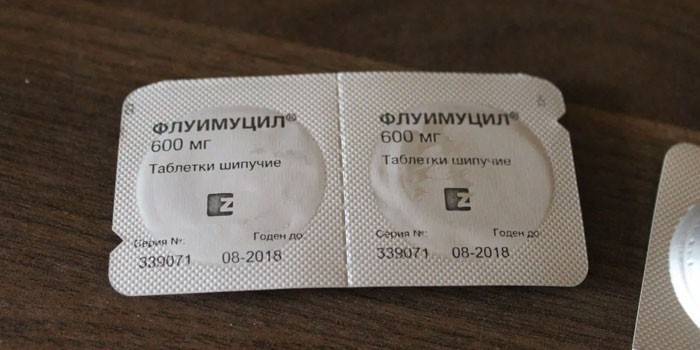 ФЛУИМУЦИЛ®
600 мг
Таблетки шипучие
Z
Серия №: Годен до:
339071 08-2018
ФЛУИМУЦИЛ®
600 мг
Таблетки шипучие
Z
Серия №: Годен до:
339071 08-2018